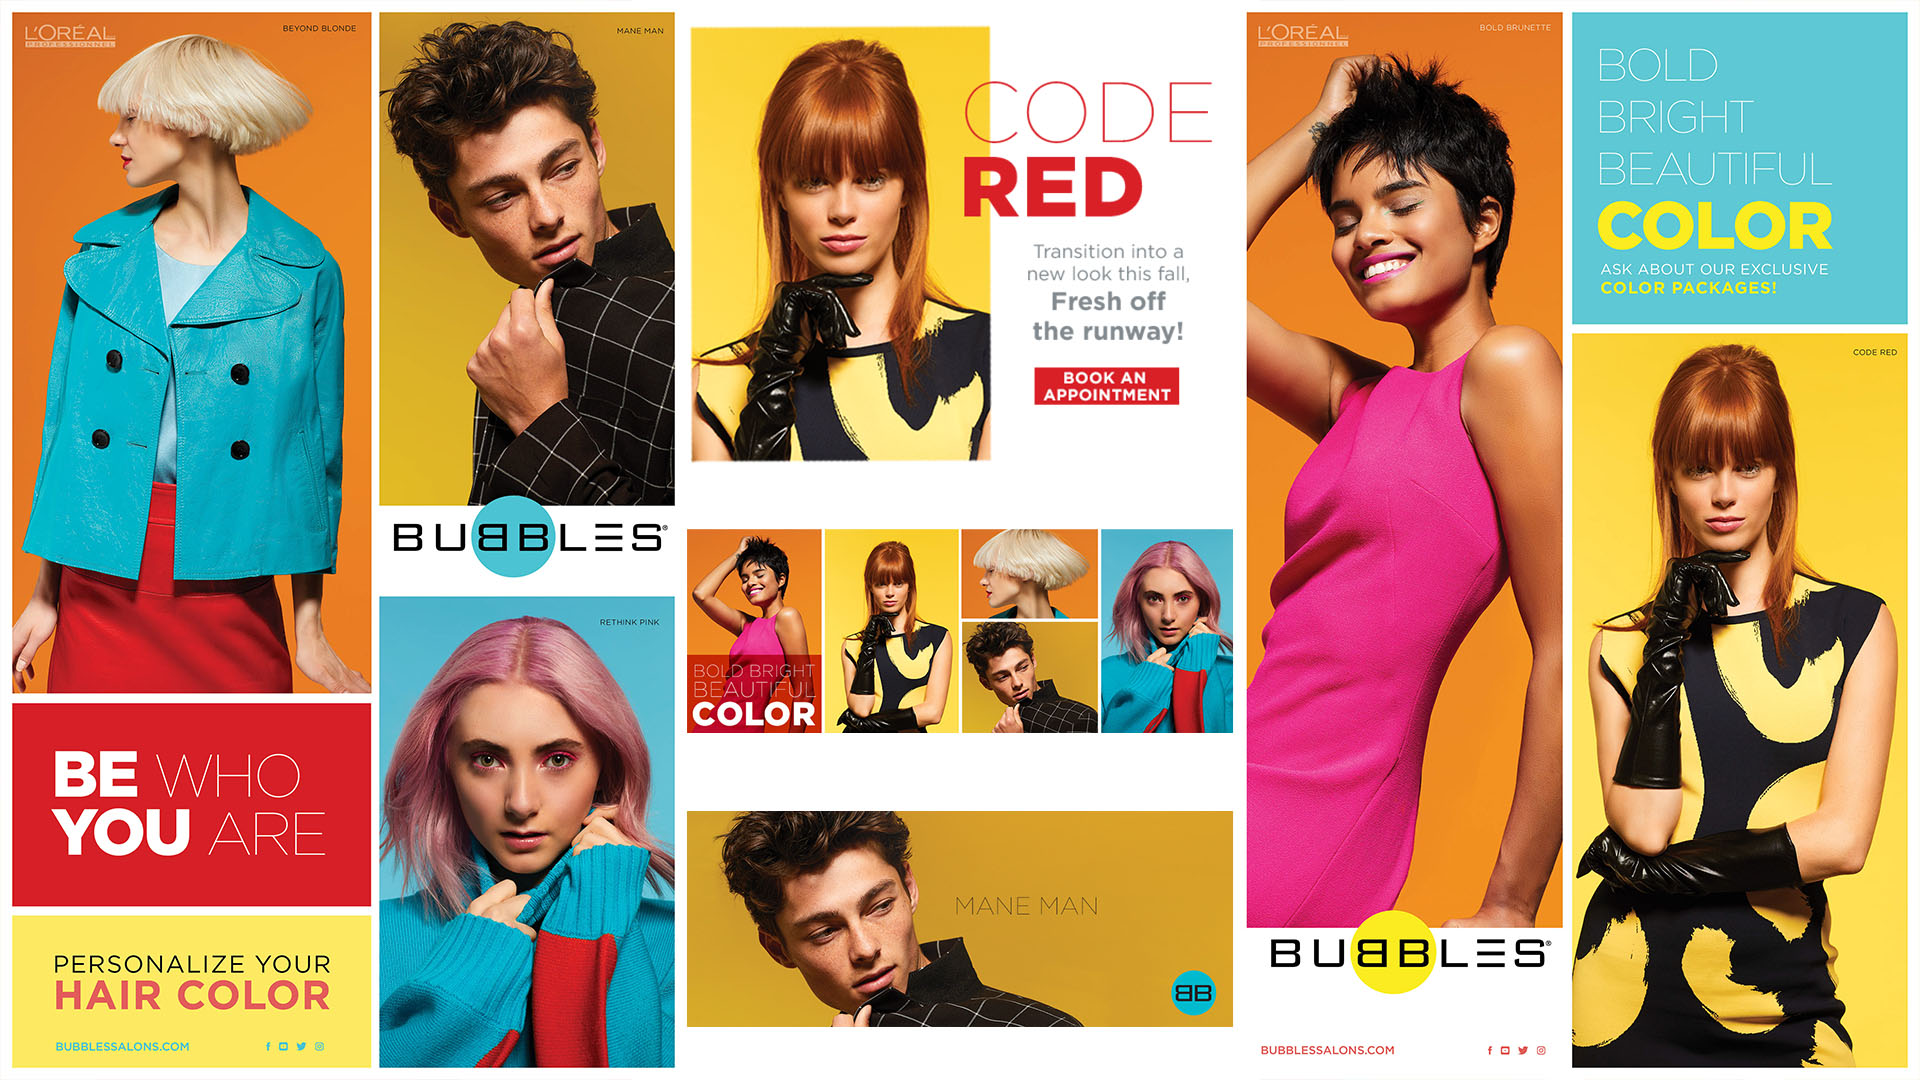 L'ORÉAL
PROFESSIONNEL
BEYOND BLONDE
BE WHO
YOU ARE
PERSONALIZE YOUR
HAIR COLOR
BUBBLESSALONS.COM
MANE MAN
BUBBLES®
RETHINK PINK
CODE
RED
Transition into a
new look this fall,
Fresh off
the runway!
BOOK AN
APPOINTMENT
BOLD BRIGHT
BEAUTIFUL
COLOR
MANE MAN
BB
L'ORÉAL
PROFESSIONNEL
BOLD BRUNETTE
BUBBLES®
BUBBLESSALONS.COM
BOLD
BRIGHT
BEAUTIFUL
COLOR
ASK ABOUT OUR EXCLUSIVE
COLOR PACKAGES!
CODE RED